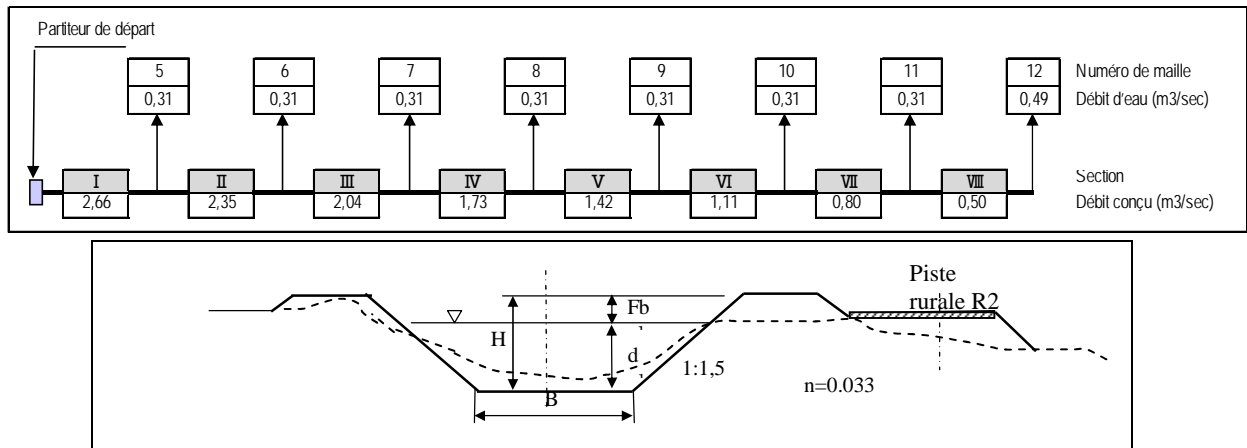 Partiteur de départ
5 6 7 8 9 10 11 12 Numéro de maille
0,31 0,31 0,31 0,31 0,31 0,31 0,31 0,49 Débit d'eau (m3/sec)
I II III IV V VI VII VIII Section
2,66 2,35 2,04 1,73 1,42 1,11 0,80 0,50 Débit conçu (m3/sec)
Piste
rurale R2
Fb
H
d
1:1,5
n=0.033
B